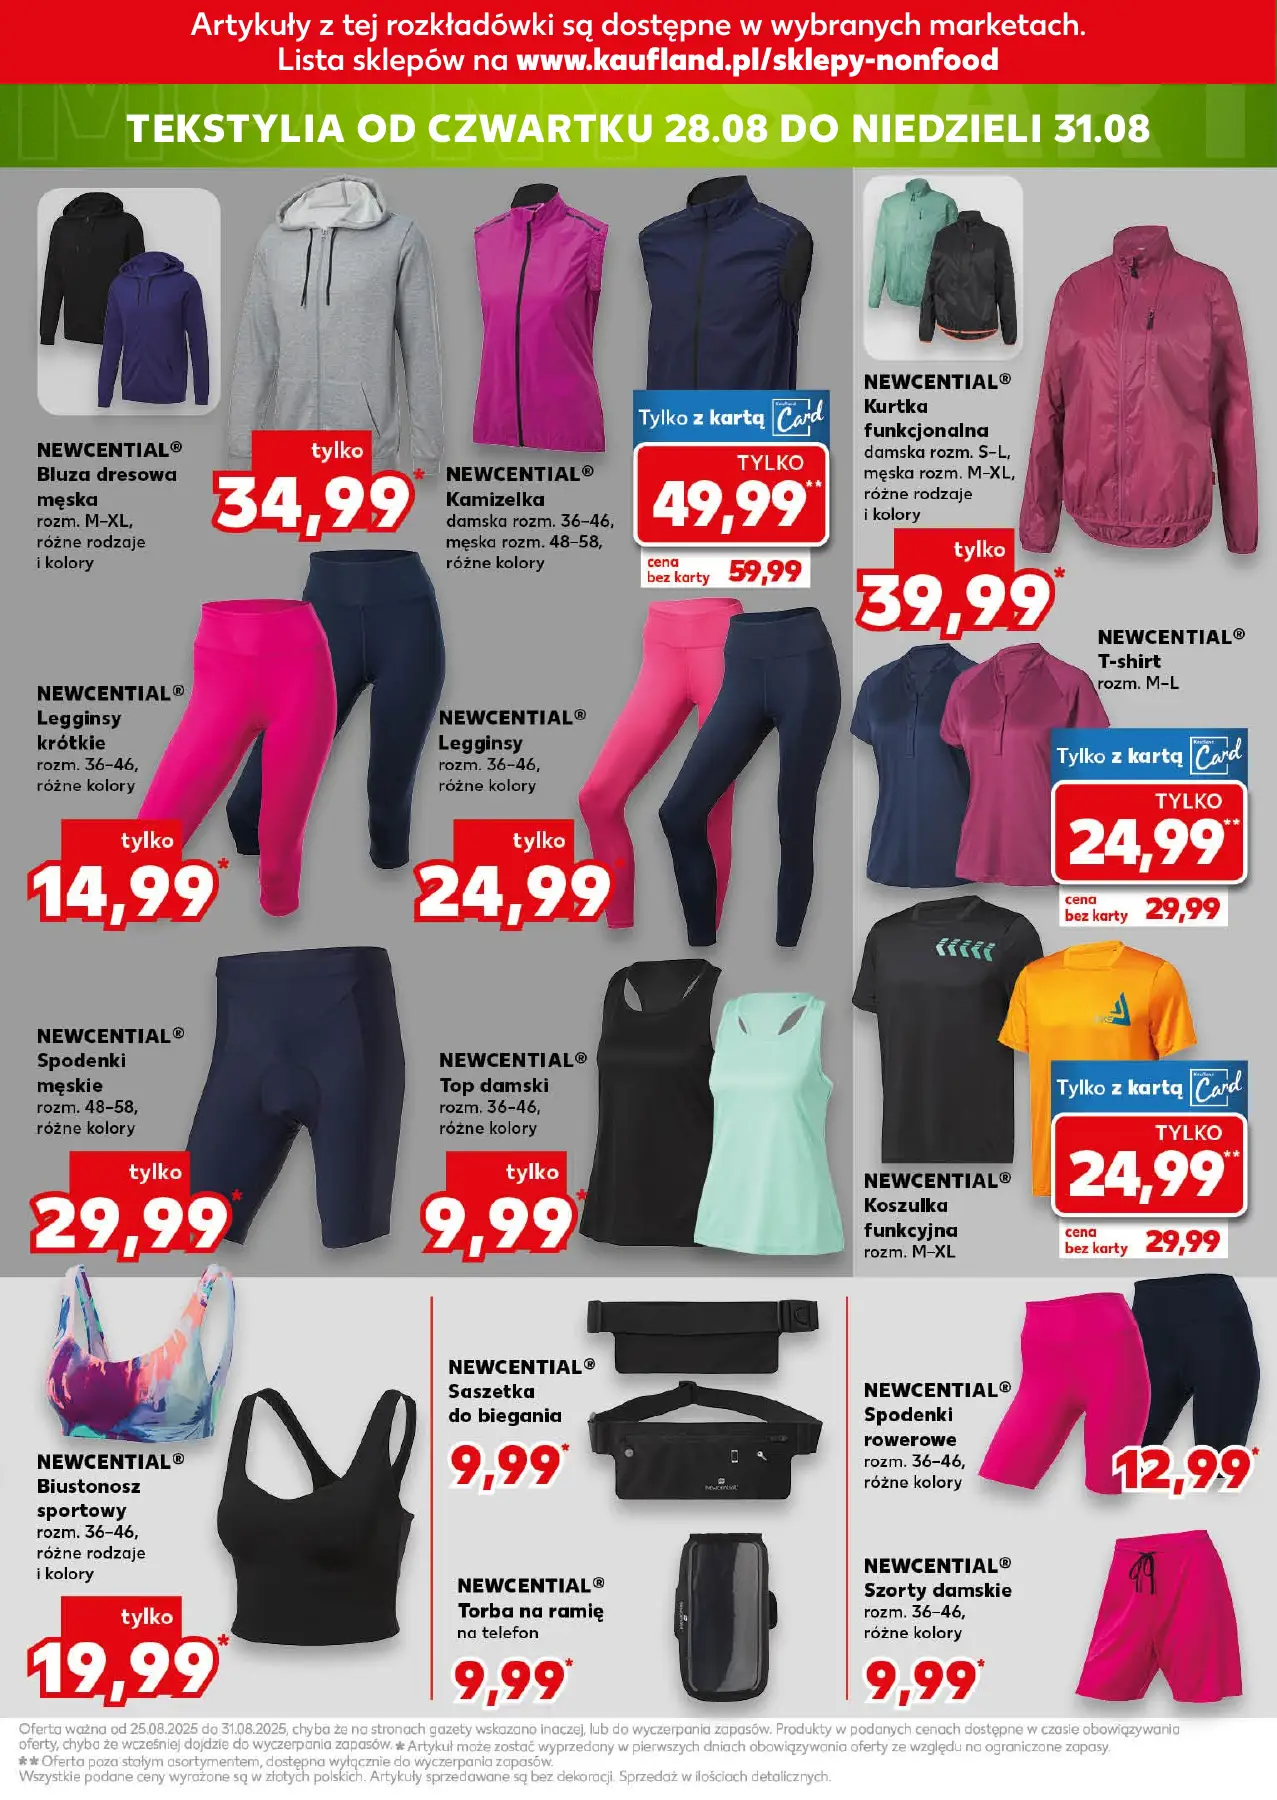 Artykuły z tej rozkładówki są dostępne w wybranych marketach.
Lista sklepów na www.kaufland.pl/sklepy-nonfood
MOCNY START
TEKSTYLIA OD CZWARTKU 28.08 DO NIEDZIELI 31.08
NEWCENTIAL®
Bluza dresowa
męska
rozm. M–XL,
różne rodzaje
i kolory
tylko
34,99*
NEWCENTIAL®
Kamizelka
damska rozm. 36–46,
męska rozm. 48–58,
różne kolory
Tylko z kartą Kaufland Card
TYLKO
49,99**
cena
bez karty 59,99
NEWCENTIAL®
Kurtka
funkcjonalna
damska rozm. S–L,
męska rozm. M–XL,
różne rodzaje
i kolory
tylko
39,99*
NEWCENTIAL®
Legginsy
krótkie
rozm. 36–46,
różne kolory
tylko
14,99*
NEWCENTIAL®
Legginsy
rozm. 36–46,
różne kolory
tylko
24,99*
NEWCENTIAL®
T-shirt
rozm. M–L
Tylko z kartą Kaufland Card
TYLKO
24,99**
cena
bez karty 29,99
NEWCENTIAL®
Spodenki
męskie
rozm. 48–58,
różne kolory
tylko
29,99*
NEWCENTIAL®
Top damski
rozm. 36–46,
różne kolory
tylko
9,99*
NEWCENTIAL®
Koszulka
funkcyjna
rozm. M–XL
Tylko z kartą Kaufland Card
TYLKO
24,99**
cena
bez karty 29,99
NEWCENTIAL®
Biustonosz
sportowy
rozm. 36–46,
różne rodzaje
i kolory
tylko
19,99*
NEWCENTIAL®
Saszetka
do biegania
9,99*
newcential
NEWCENTIAL®
Torba na ramię
na telefon
9,99*
NEWCENTIAL®
Spodenki
rowerowe
rozm. 36–46,
różne kolory
12,99*
NEWCENTIAL®
Szorty damskie
rozm. 36–46,
różne kolory
9,99*
Oferta ważna od 25.08.2025 do 31.08.2025, chyba że na stronach gazety wskazano inaczej, lub do wyczerpania zapasów. Produkty w podanych cenach dostępne w czasie obowiązywania
oferty, chyba że wcześniej dojdzie do wyczerpania zapasów. * Artykuł może zostać wyprzedany w pierwszych dniach obowiązywania oferty ze względu na ograniczone zapasy.
** Oferta poza stałym asortymentem, dostępna wyłącznie do wyczerpania zapasów.
Wszystkie podane ceny wyrażone są w złotych polskich. Artykuły sprzedawane są bez dekoracji. Sprzedaż w ilościach detalicznych.